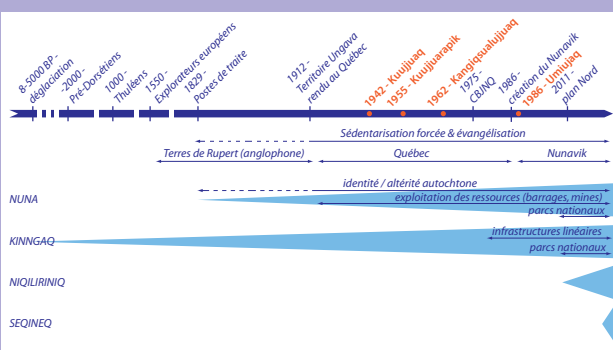 8-5000 BP -
déglaciation
-2000 -
Pré-Dorsétiens
1000 -
Thuléens
1550 -
Explorateurs européens
1829 -
Postes de traite
1912 -
Territoire Ungava
rendu au Québec
1942 - Kuujjuaq
1955 - Kuujjuarapik
1962 - Kangiqsualujjuaq
1975 -
CBJNQ
1986 -
création du Nunavik
1986 - Umiujaq
2011 -
plan Nord
Sédentarisation forcée & évangélisation
Terres de Rupert (anglophone)
Québec
Nunavik
identité / altérité autochtone
NUNA
exploitation des ressources (barrages, mines)
parcs nationaux
infrastructures linéaires
KINNGAQ
parcs nationaux
NIQILIRINIQ
SEQINEQ